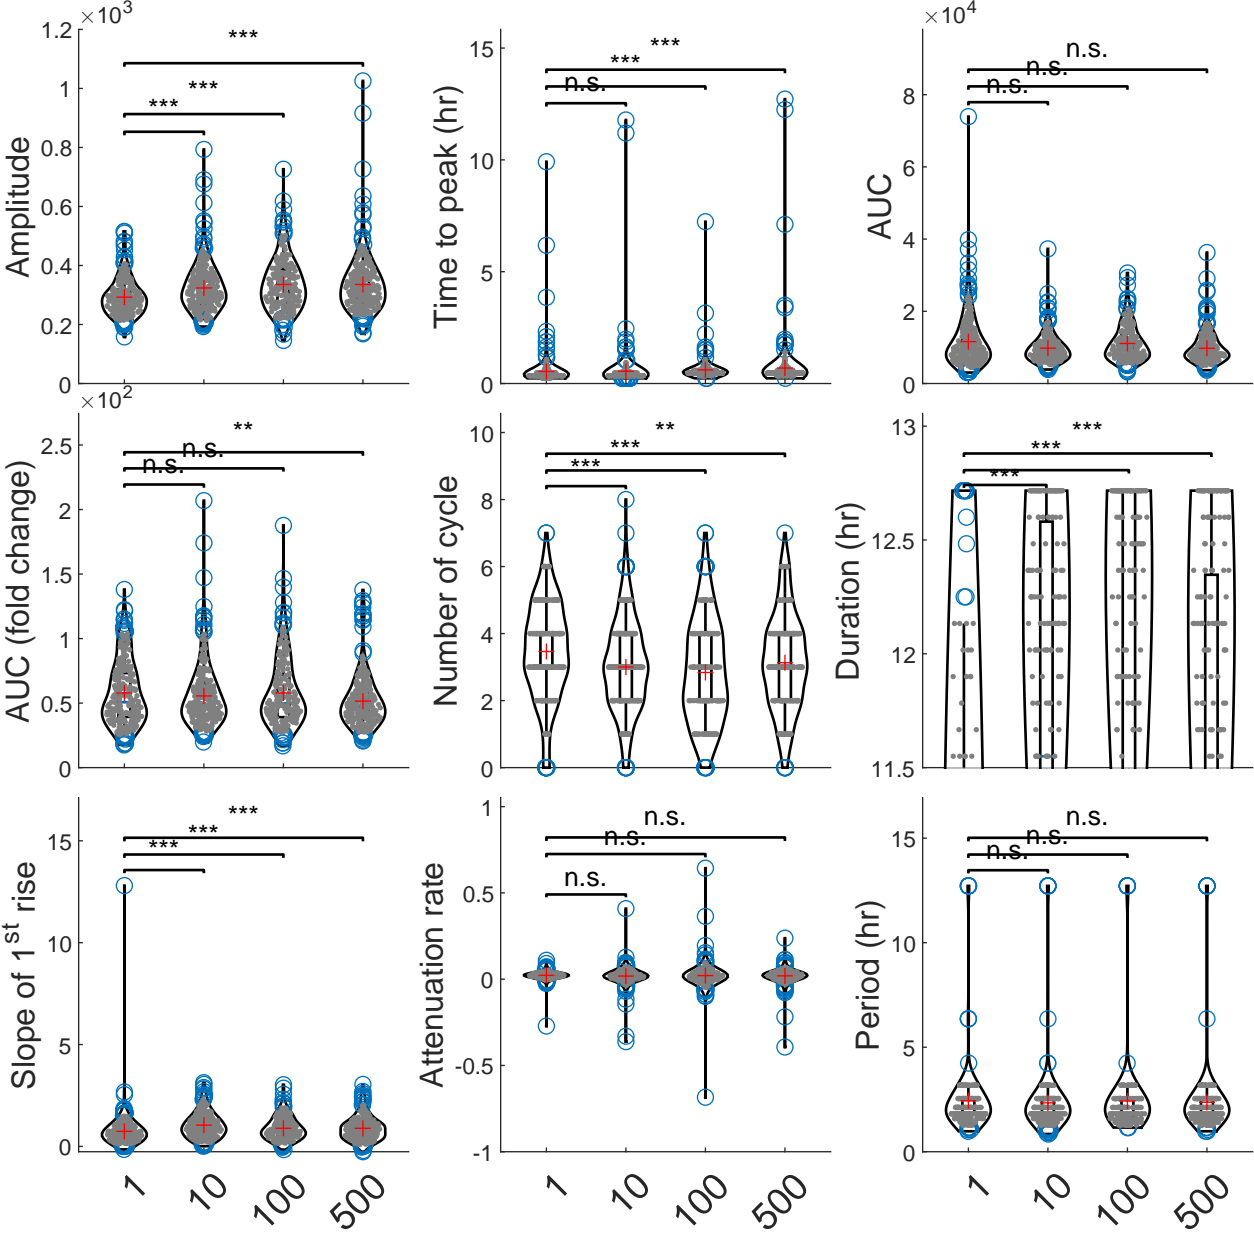 ×10³
1.2
1
0.8
0.6
0.4
0.2
0
Amplitude
***
***
***
15
10
5
0
Time to peak (hr)
***
***
n.s.
×10⁴
8
6
4
2
0
AUC
n.s.
n.s.
n.s.
×10²
2.5
2
1.5
1
0.5
0
AUC (fold change)
**
n.s.
n.s.
10
8
6
4
2
0
Number of cycle
**
***
***
13
12.5
12
11.5
Duration (hr)
***
***
***
15
10
5
0
Slope of 1ˢᵗ rise
***
***
***
1 10 100 500
1
0.5
0
-0.5
-1
Attenuation rate
n.s.
n.s.
n.s.
1 10 100 500
15
10
5
0
Period (hr)
n.s.
n.s.
n.s.
1 10 100 500